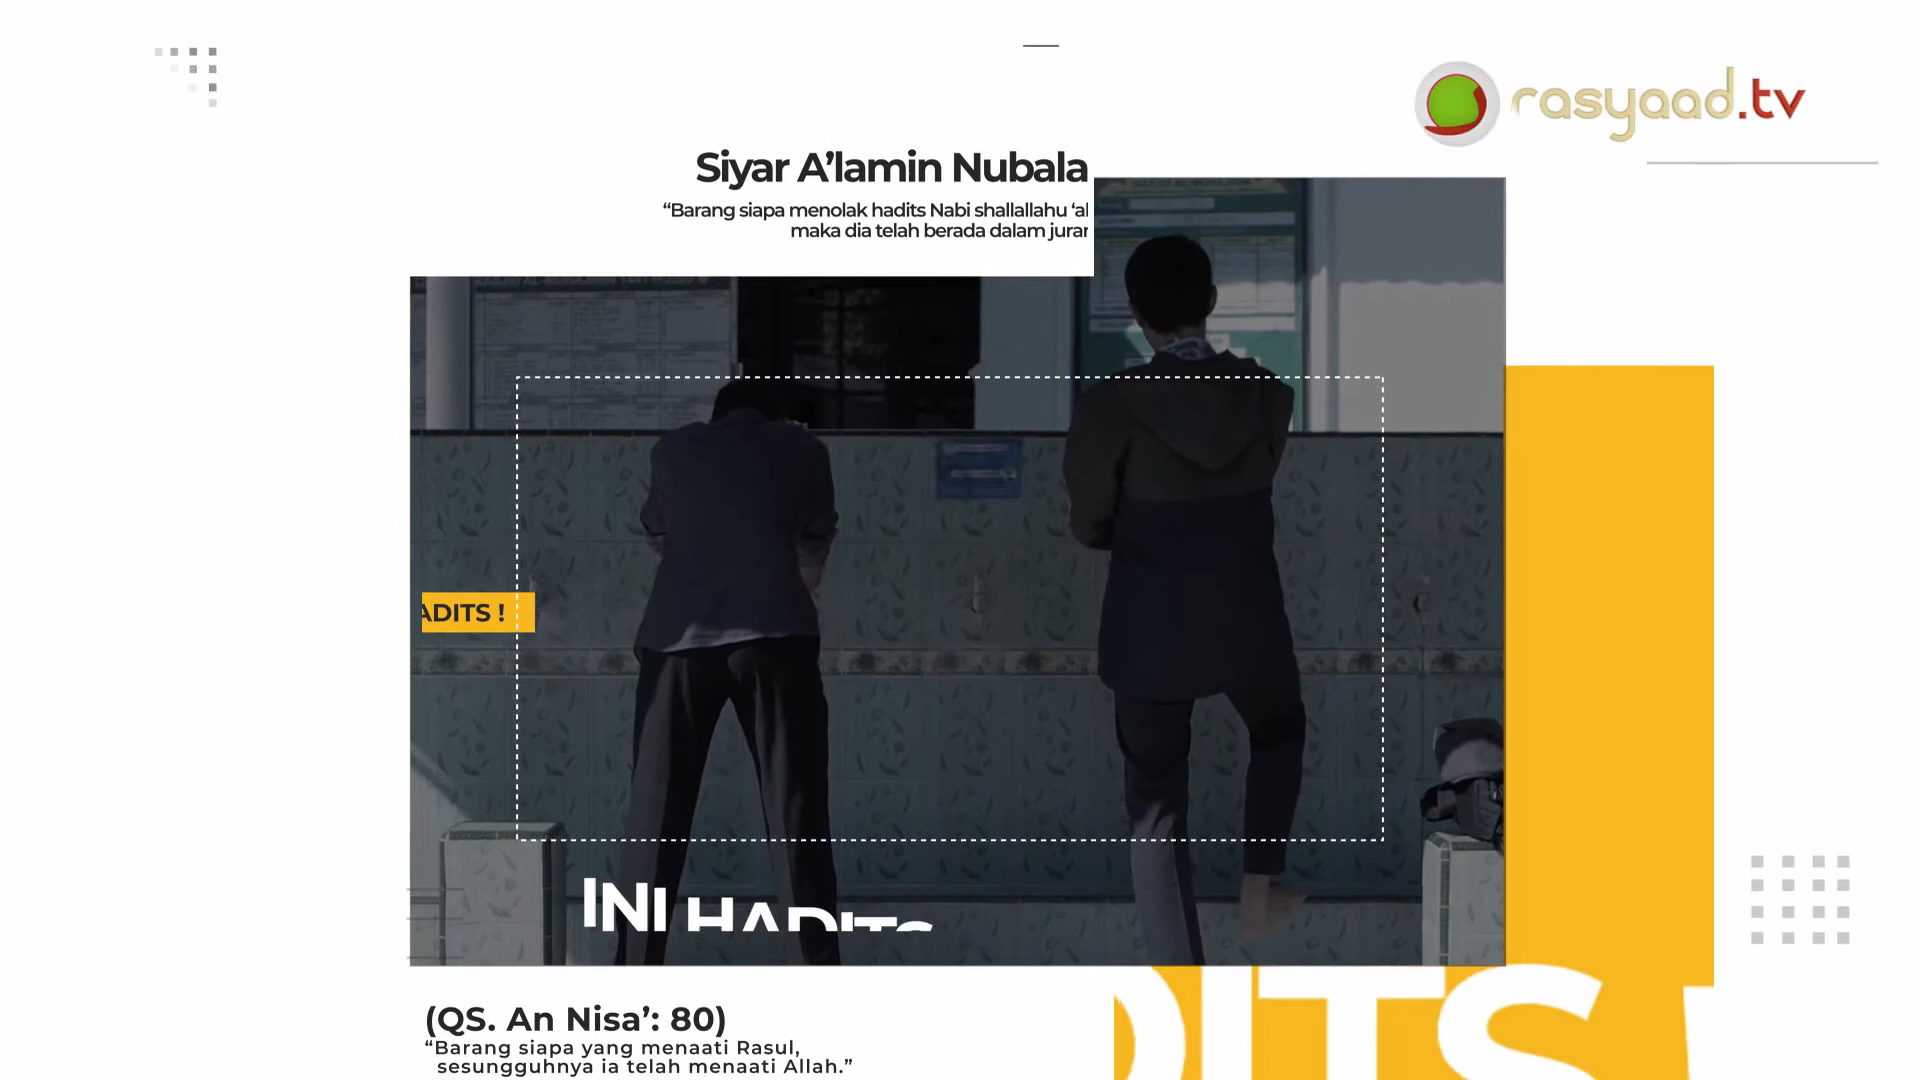 rasyaad.tv
Siyar A’lamin Nubala
“Barang siapa menolak hadits Nabi shallallahu ‘al
maka dia telah berada dalam jurar
ADITS !
INI HADITS
(QS. An Nisa’: 80)
“Barang siapa yang menaati Rasul,
sesungguhnya ia telah menaati Allah.”
DITS